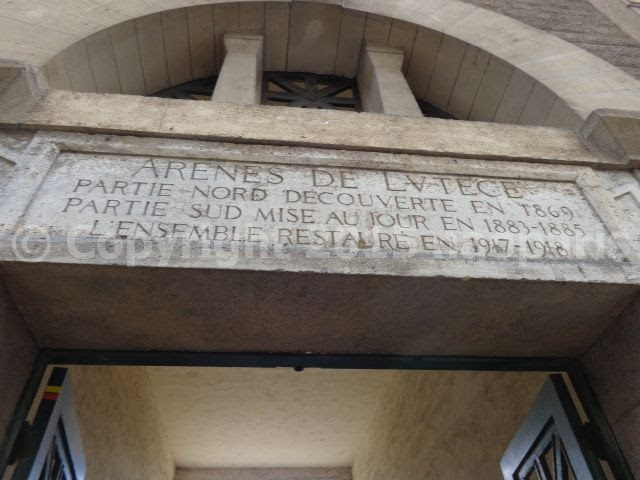 ARENES DE LVTECE
PARTIE NORD DECOUVERTE EN 1869
PARTIE SUD MISE AU JOUR EN 1883-1885
L'ENSEMBLE RESTAURE EN 1917-1918
© Copyright